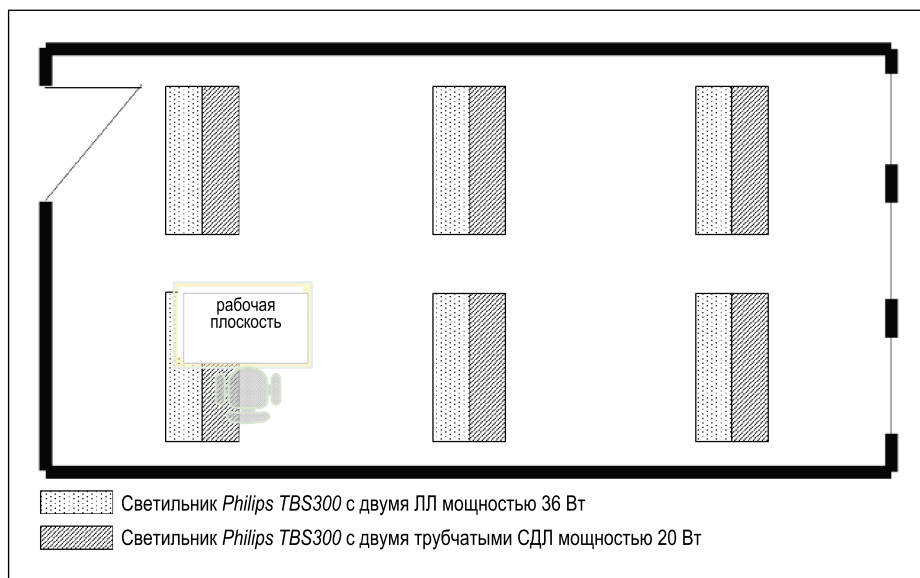 рабочая
плоскость
Светильник Philips TBS300 с двумя ЛЛ мощностью 36 Вт
Светильник Philips TBS300 с двумя трубчатыми СДЛ мощностью 20 Вт